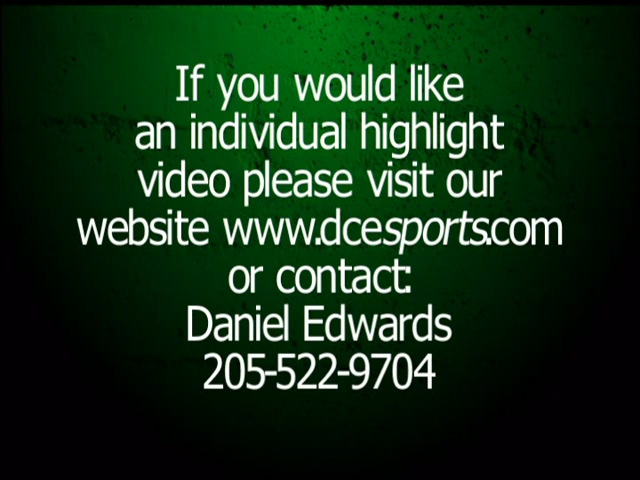 If you would like
an individual highlight
video please visit our
website www.dcesports.com
or contact:
Daniel Edwards
205-522-9704